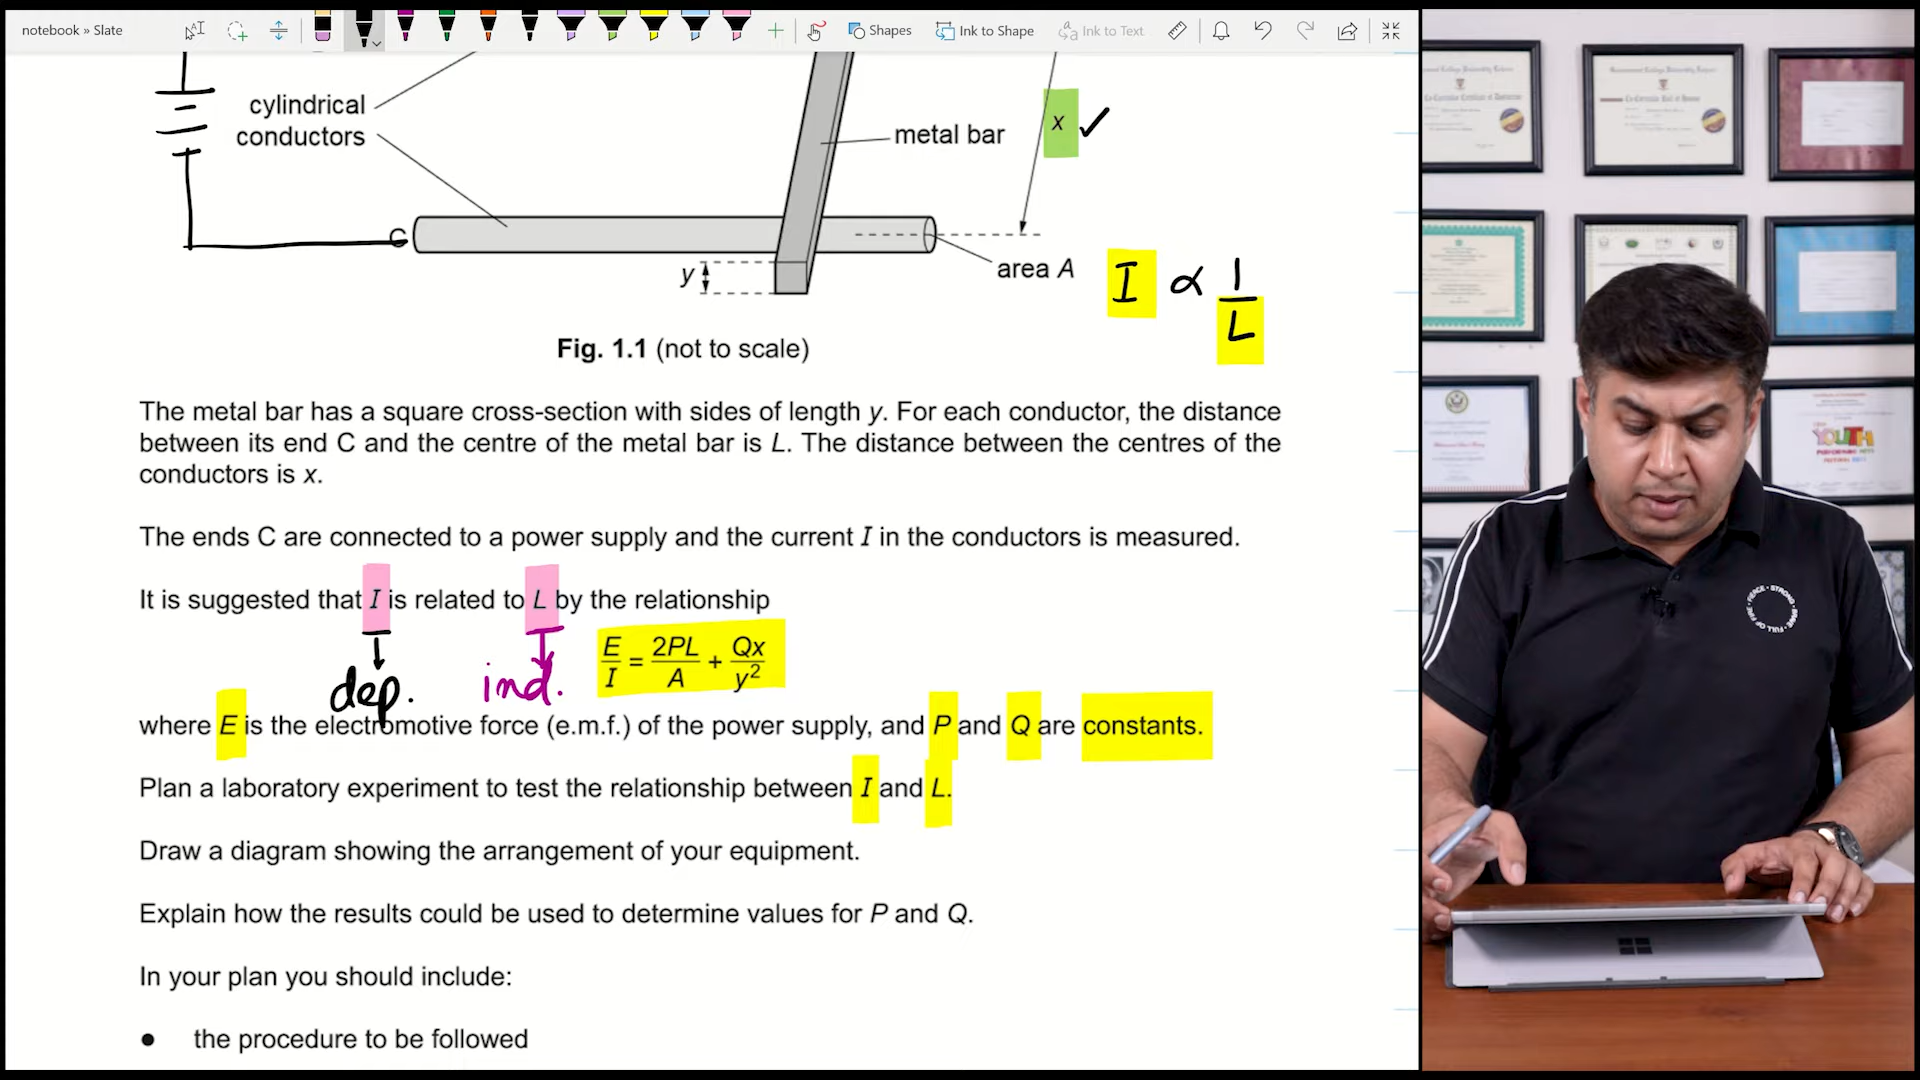 notebook » Slate
Shapes
Ink to Shape
Ink to Text
cylindrical
conductors
metal bar
x
C
y
area A
I ∝ 1/L
Fig. 1.1 (not to scale)
The metal bar has a square cross-section with sides of length y. For each conductor, the distance
between its end C and the centre of the metal bar is L. The distance between the centres of the
conductors is x.
The ends C are connected to a power supply and the current I in the conductors is measured.
It is suggested that I is related to L by the relationship
dep.
ind.
E/I = 2PL/A + Qx/y²
where E is the electromotive force (e.m.f.) of the power supply, and P and Q are constants.
Plan a laboratory experiment to test the relationship between I and L.
Draw a diagram showing the arrangement of your equipment.
Explain how the results could be used to determine values for P and Q.
In your plan you should include:
● the procedure to be followed
YOUTH